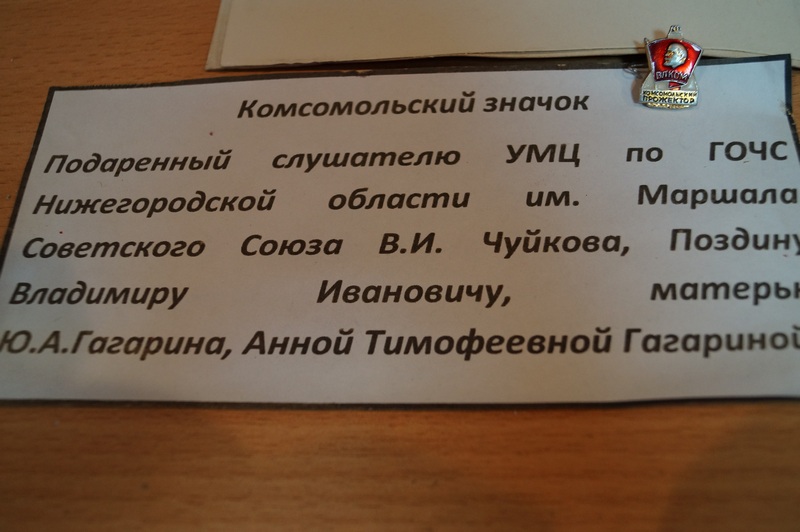 ВЛКСМ
КОМСОМОЛЬСКИЙ
ПРОЖЕКТОР
Комсомольский значок
Подаренный слушателю УМЦ по ГОЧС
Нижегородской области им. Маршала
Советского Союза В.И. Чуйкова, Поздину
Владимиру Ивановичу, матерью
Ю.А.Гагарина, Анной Тимофеевной Гагариной